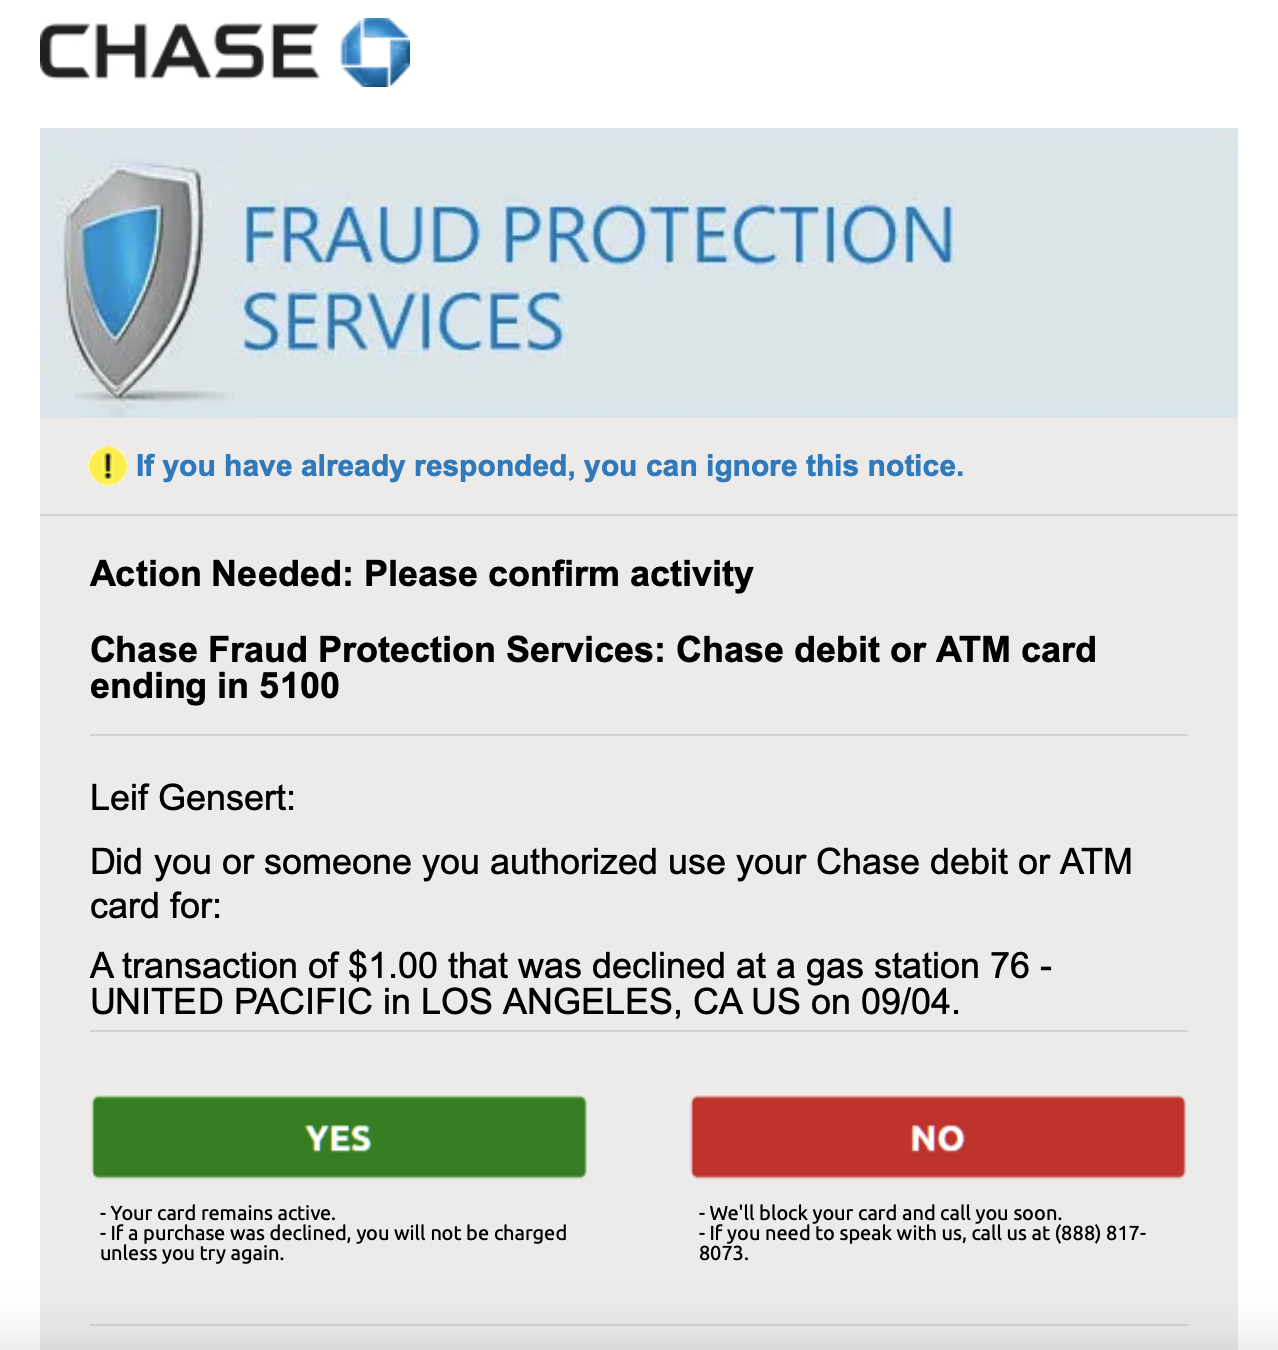 CHASE
FRAUD PROTECTION
SERVICES
! If you have already responded, you can ignore this notice.
Action Needed: Please confirm activity
Chase Fraud Protection Services: Chase debit or ATM card
ending in 5100
Leif Gensert:
Did you or someone you authorized use your Chase debit or ATM
card for:
A transaction of $1.00 that was declined at a gas station 76 -
UNITED PACIFIC in LOS ANGELES, CA US on 09/04.
YES
- Your card remains active.
- If a purchase was declined, you will not be charged
unless you try again.
NO
- We'll block your card and call you soon.
- If you need to speak with us, call us at (888) 817-
8073.